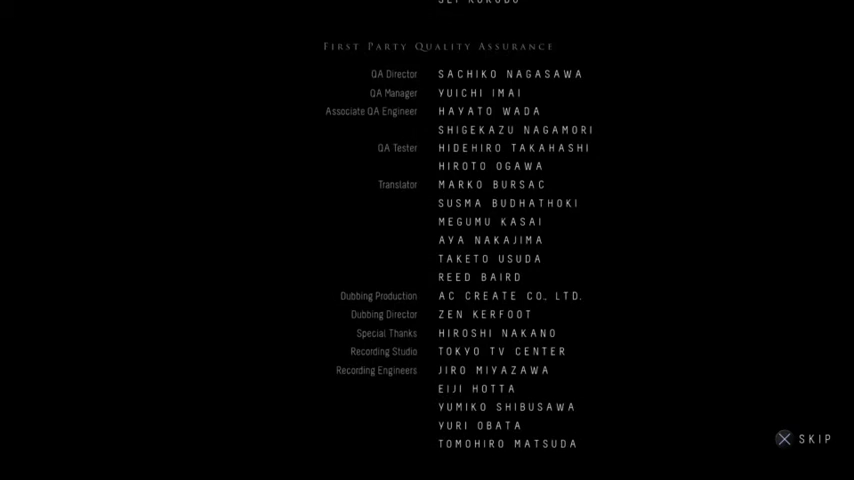 FIRST PARTY QUALITY ASSURANCE
QA Director SACHIKO NAGASAWA
QA Manager YUICHI IMAI
Associate QA Engineer HAYATO WADA
SHIGEKAZU NAGAMORI
QA Tester HIDEHIRO TAKAHASHI
HIROTO OGAWA
Translator MARKO BURSAC
SUSMA BUDHATHOKI
MEGUMU KASAI
AYA NAKAJIMA
TAKETO USUDA
REED BAIRD
Dubbing Production AC CREATE CO., LTD.
Dubbing Director ZEN KERFOOT
Special Thanks HIROSHI NAKANO
Recording Studio TOKYO TV CENTER
Recording Engineers JIRO MIYAZAWA
EIJI HOTTA
YUMIKO SHIBUSAWA
YURI OBATA
TOMOHIRO MATSUDA
SKIP